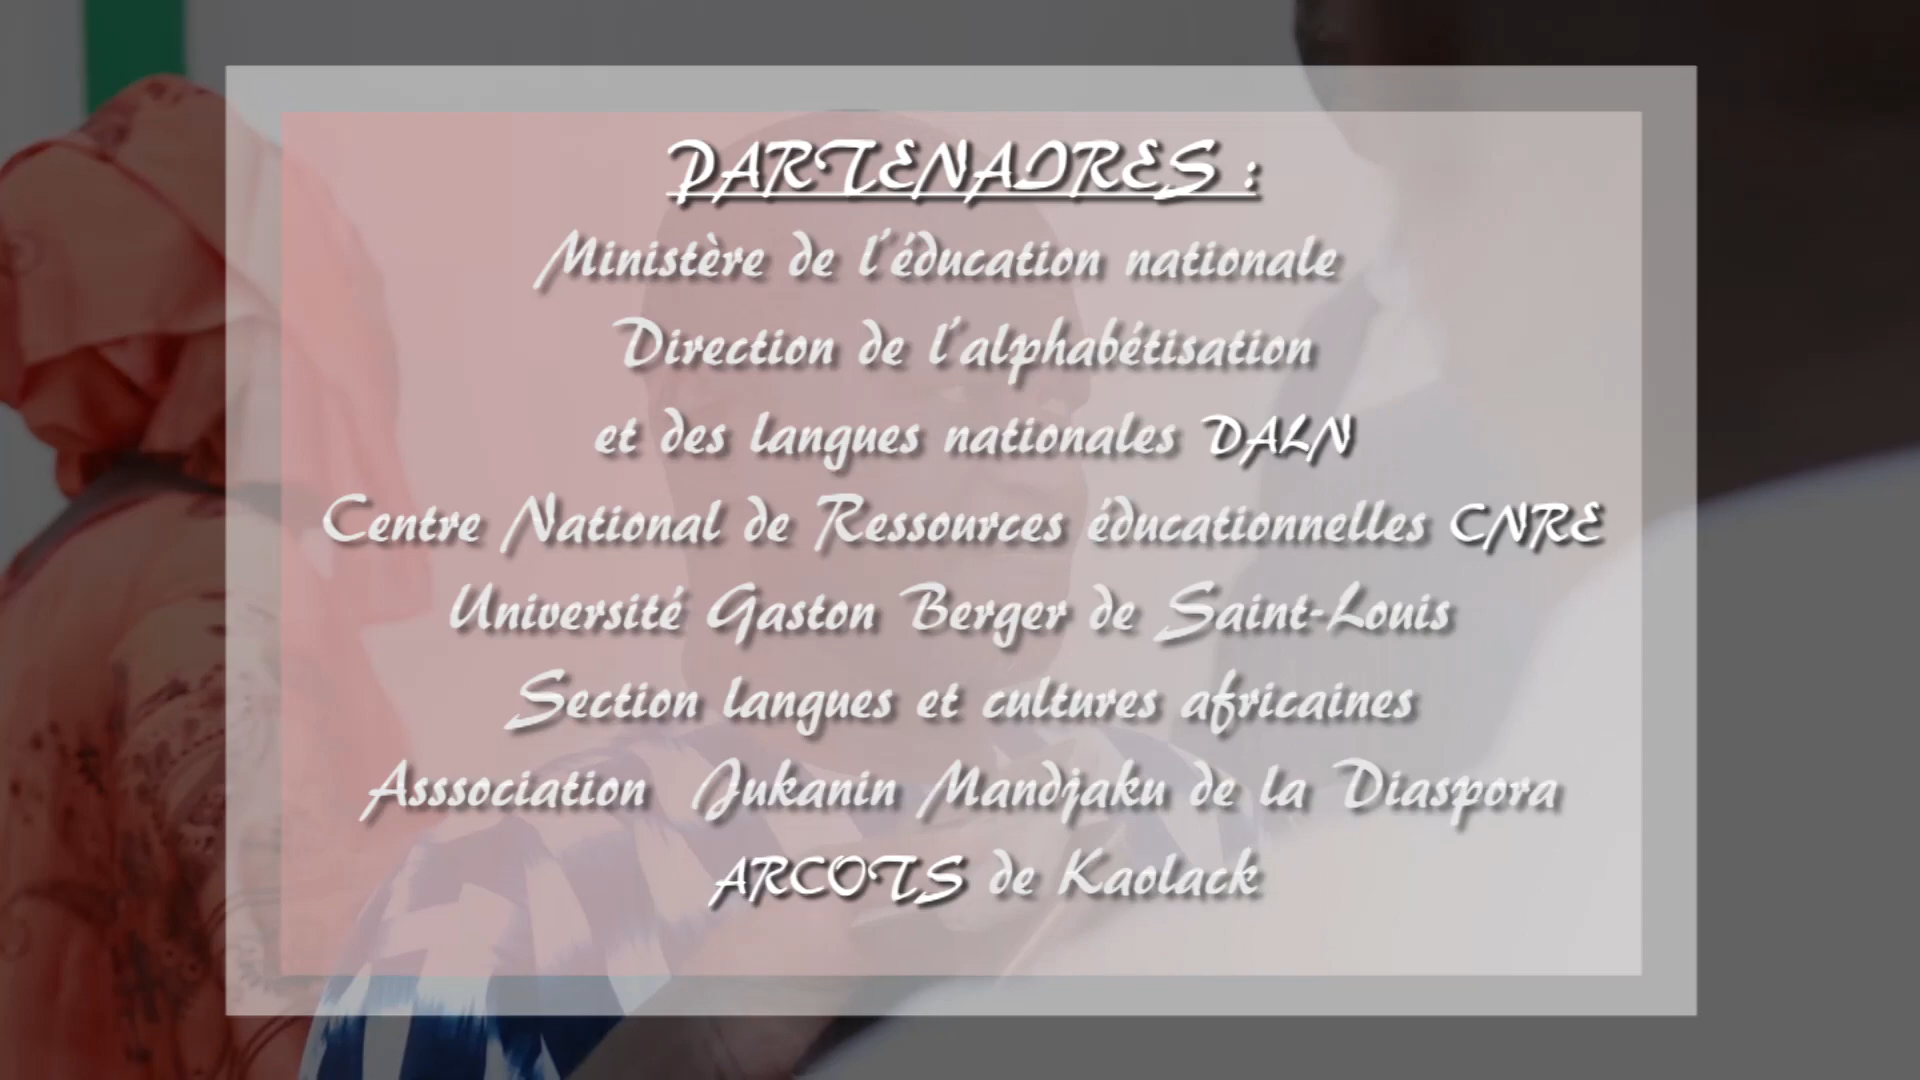 PARTENAIRES :
Ministère de l'éducation nationale
Direction de l'alphabétisation
et des langues nationales DALN
Centre National de Ressources éducationnelles CNRE
Université Gaston Berger de Saint-Louis
Section langues et cultures africaines
Asssociation Jukanin Mandjaku de la Diaspora
ARCOTS de Kaolack